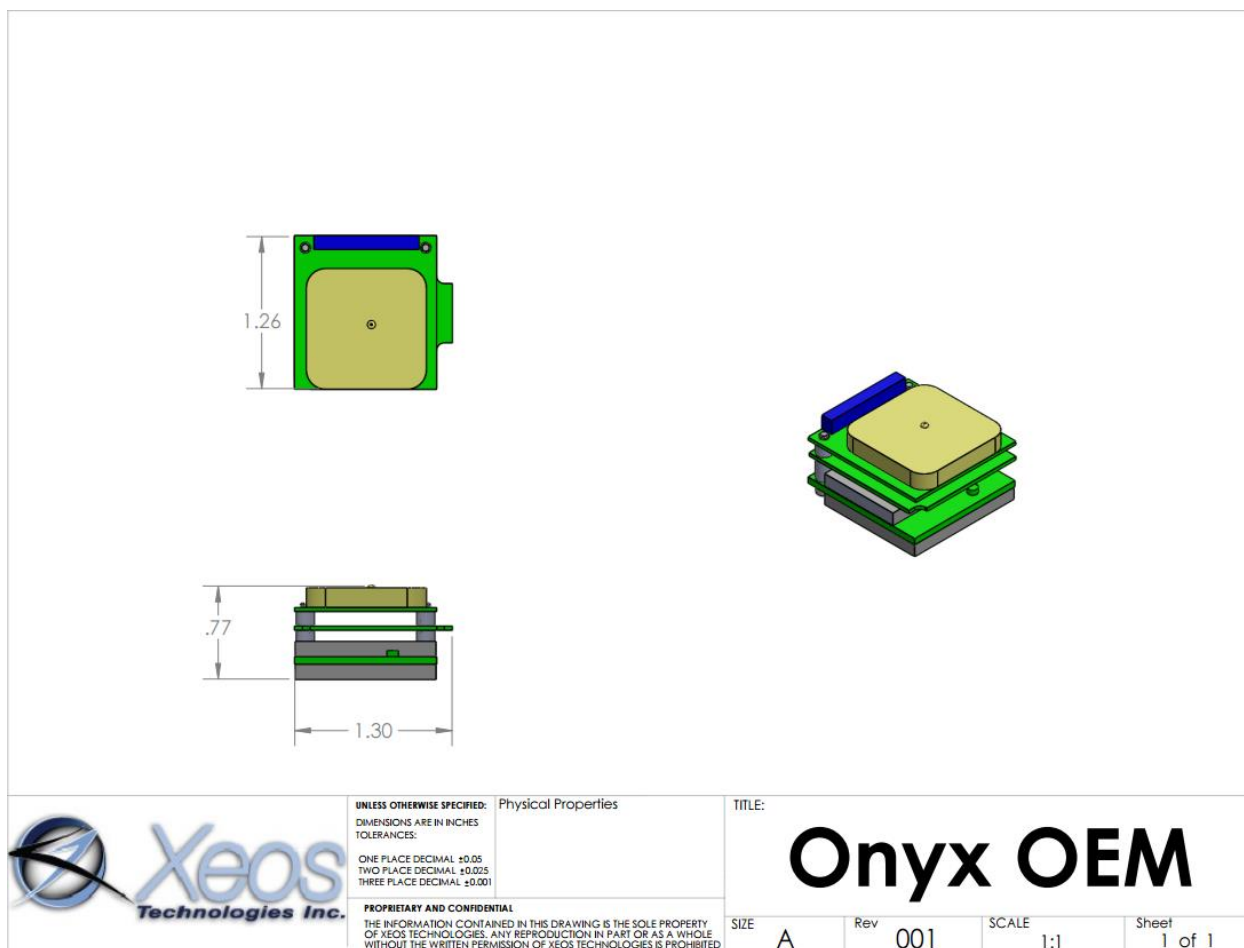 1.26
.77
1.30
Xeos
Technologies Inc.
UNLESS OTHERWISE SPECIFIED:
DIMENSIONS ARE IN INCHES
TOLERANCES:
ONE PLACE DECIMAL ±0.05
TWO PLACE DECIMAL ±0.025
THREE PLACE DECIMAL ±0.001
Physical Properties
PROPRIETARY AND CONFIDENTIAL
THE INFORMATION CONTAINED IN THIS DRAWING IS THE SOLE PROPERTY
OF XEOS TECHNOLOGIES. ANY REPRODUCTION IN PART OR AS A WHOLE
WITHOUT THE WRITTEN PERMISSION OF XEOS TECHNOLOGIES IS PROHIBITED
TITLE:
Onyx OEM
SIZE
A
Rev
001
SCALE
1:1
Sheet
1 of 1